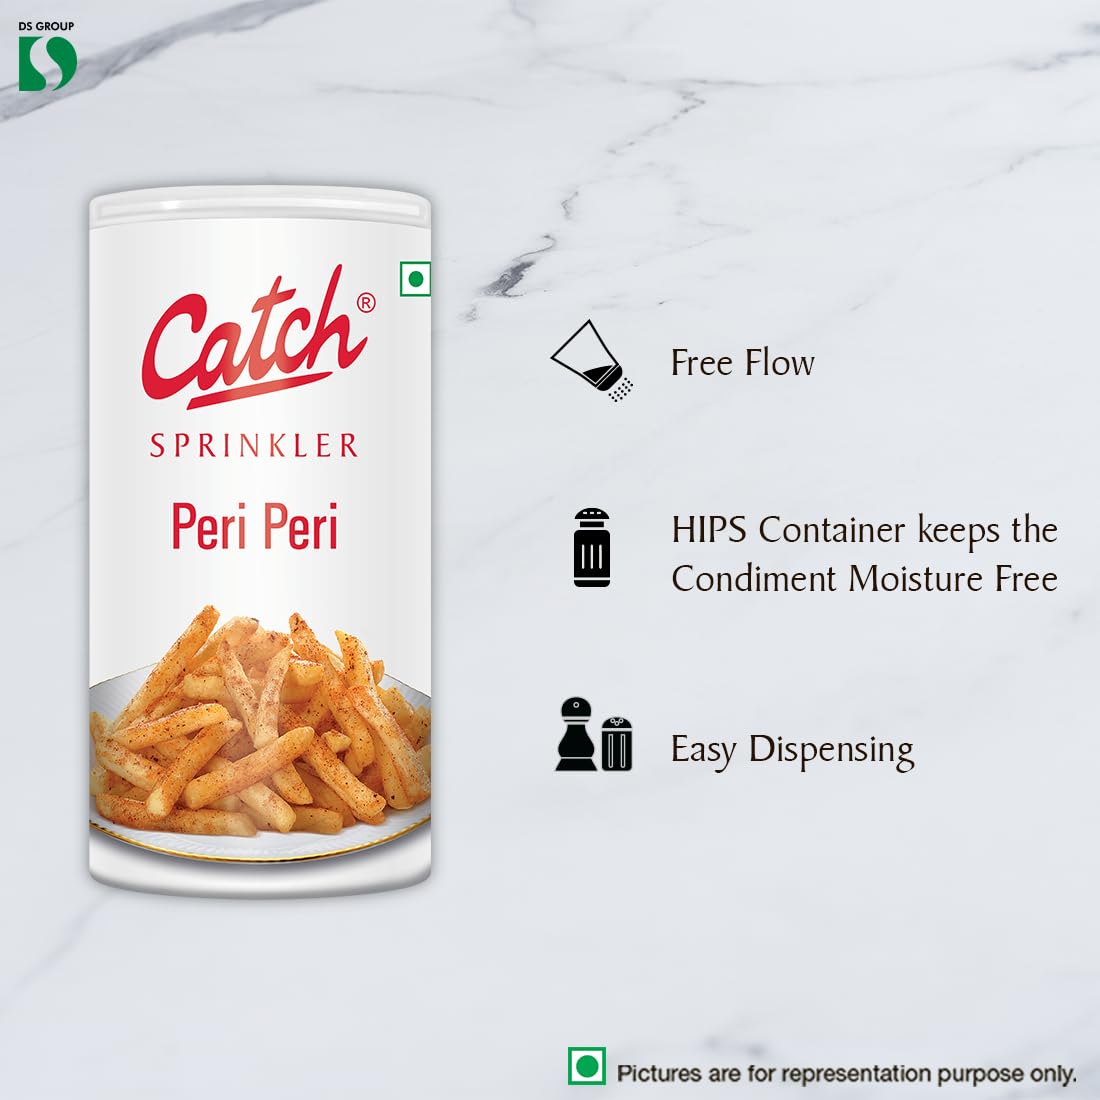 DS GROUP
Catch®
SPRINKLER
Peri Peri
Free Flow
HIPS Container keeps the
Condiment Moisture Free
Easy Dispensing
Pictures are for representation purpose only.